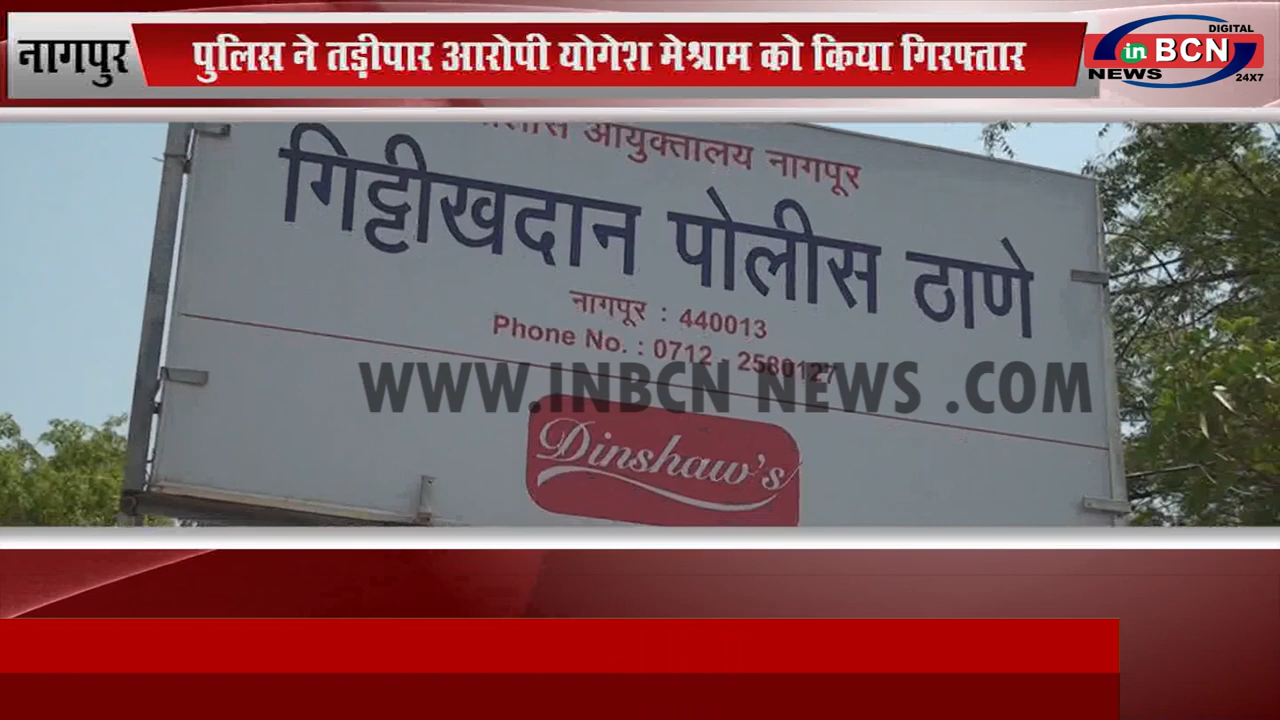 नागपुर
पुलिस ने तड़ीपार आरोपी योगेश मेश्राम को किया गिरफ्तार
DIGITAL
in BCN
NEWS
24X7
आयुक्तालय नागपूर
गिट्टीखदान पोलीस ठाणे
नागपूर : 440013
Phone No. : 0712 - 2580127
WWW.INBCN NEWS .COM
Dinshaw's